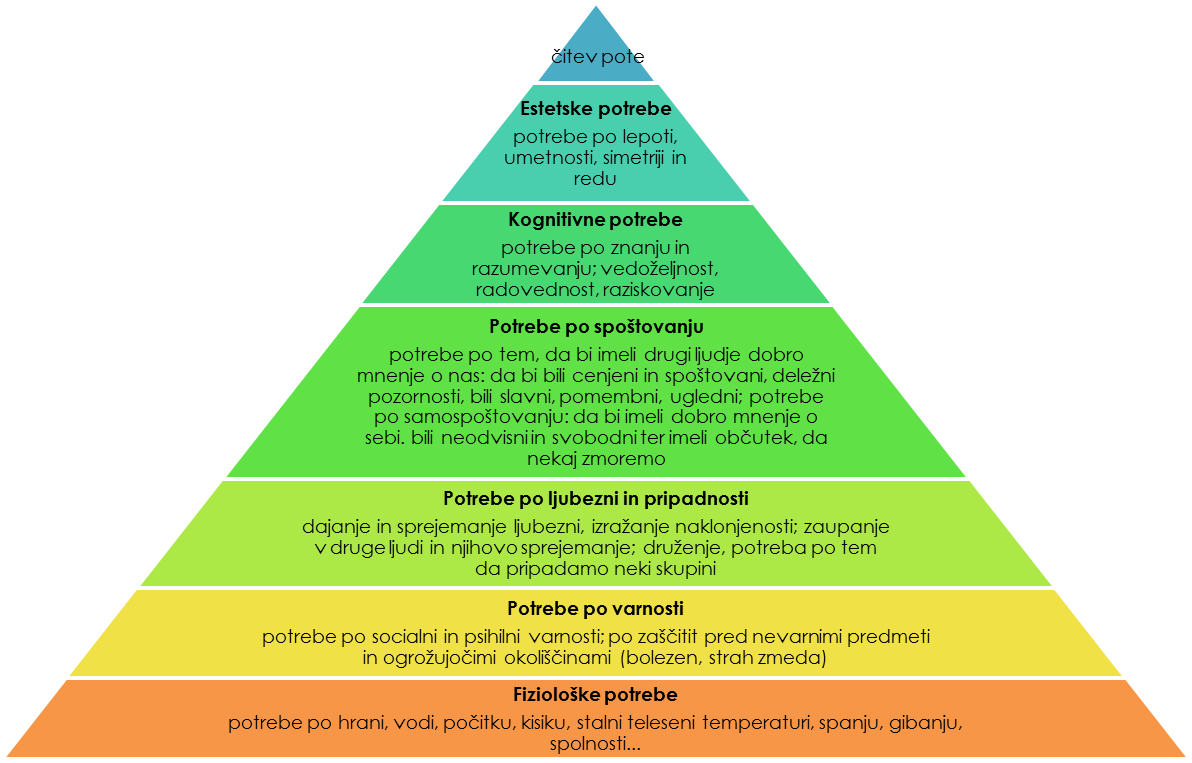 čitev pote
Estetske potrebe
potrebe po lepoti,
umetnosti, simetriji in
redu
Kognitivne potrebe
potrebe po znanju in
razumevanju; vedoželjnost,
radovednost, raziskovanje
Potrebe po spoštovanju
potrebe po tem, da bi imeli drugi ljudje dobro
mnenje o nas: da bi bili cenjeni in spoštovani, deležni
pozornosti, bili slavni, pomembni, ugledni; potrebe
po samospoštovanju: da bi imeli dobro mnenje o
sebi. bili neodvisni in svobodni ter imeli občutek, da
nekaj zmoremo
Potrebe po ljubezni in pripadnosti
dajanje in sprejemanje ljubezni, izražanje naklonjenosti; zaupanje
v druge ljudi in njihovo sprejemanje; druženje, potreba po tem
da pripadamo neki skupini
Potrebe po varnosti
potrebe po socialni in psihilni varnosti; po zaščitit pred nevarnimi predmeti
in ogrožujočimi okoliščinami (bolezen, strah zmeda)
Fiziološke potrebe
potrebe po hrani, vodi, počitku, kisiku, stalni teleseni temperaturi, spanju, gibanju,
spolnosti...